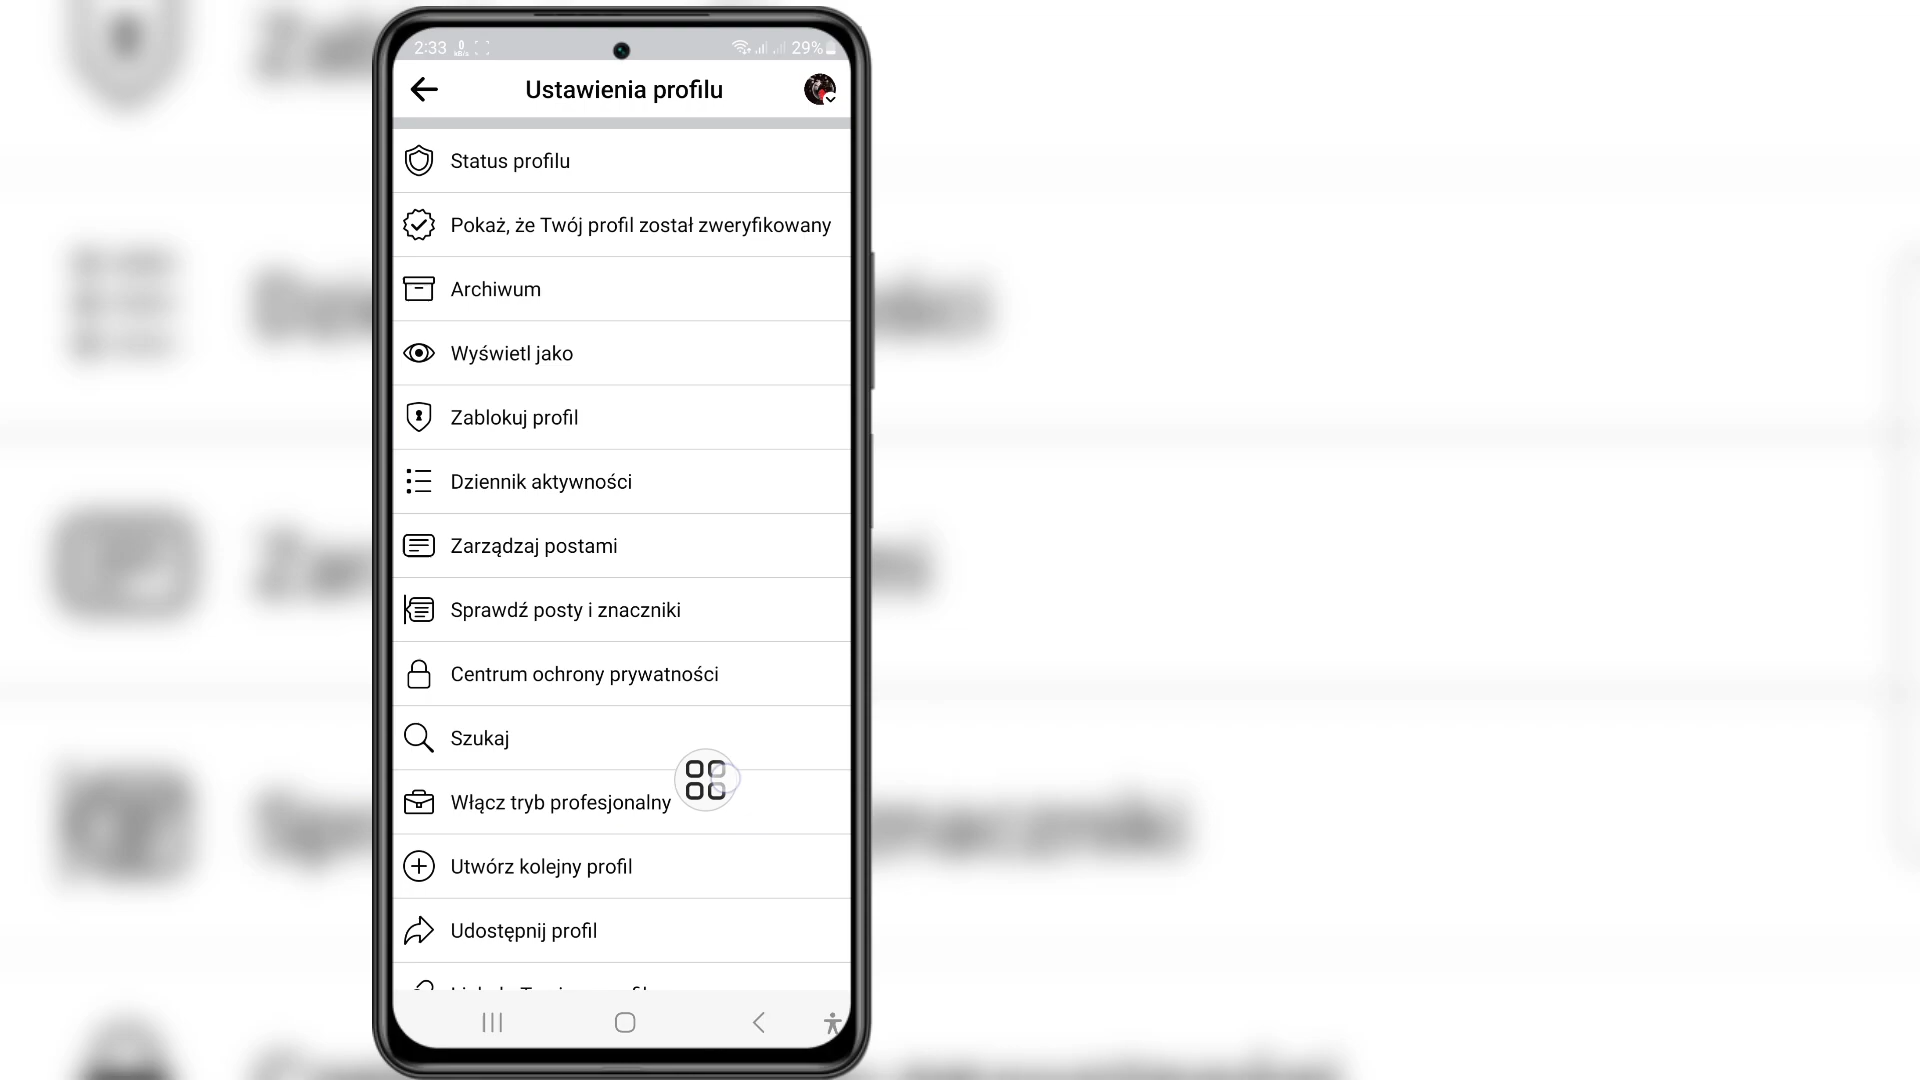 2:33 29%
Ustawienia profilu
Status profilu
Pokaż, że Twój profil został zweryfikowany
Archiwum
Wyświetl jako
Zablokuj profil
Dziennik aktywności
Zarządzaj postami
Sprawdź posty i znaczniki
Centrum ochrony prywatności
Szukaj
Włącz tryb profesjonalny
Utwórz kolejny profil
Udostępnij profil